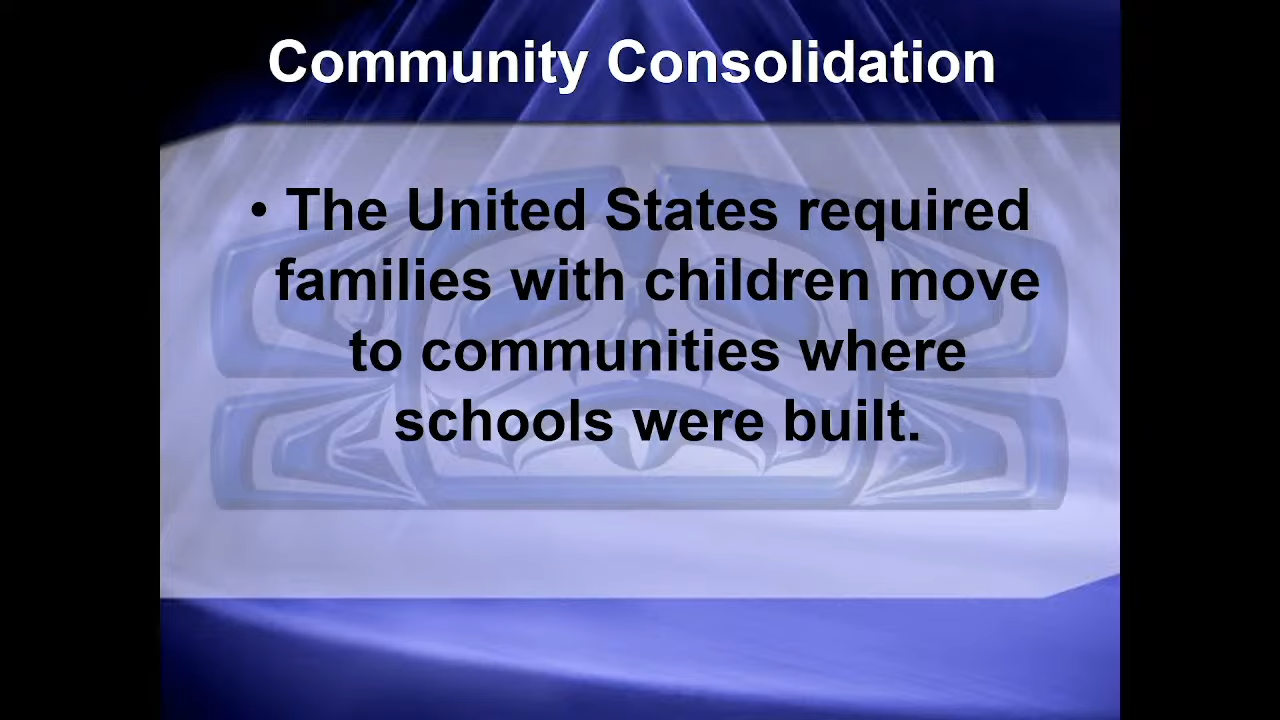 Community Consolidation
• The United States required
families with children move
to communities where
schools were built.